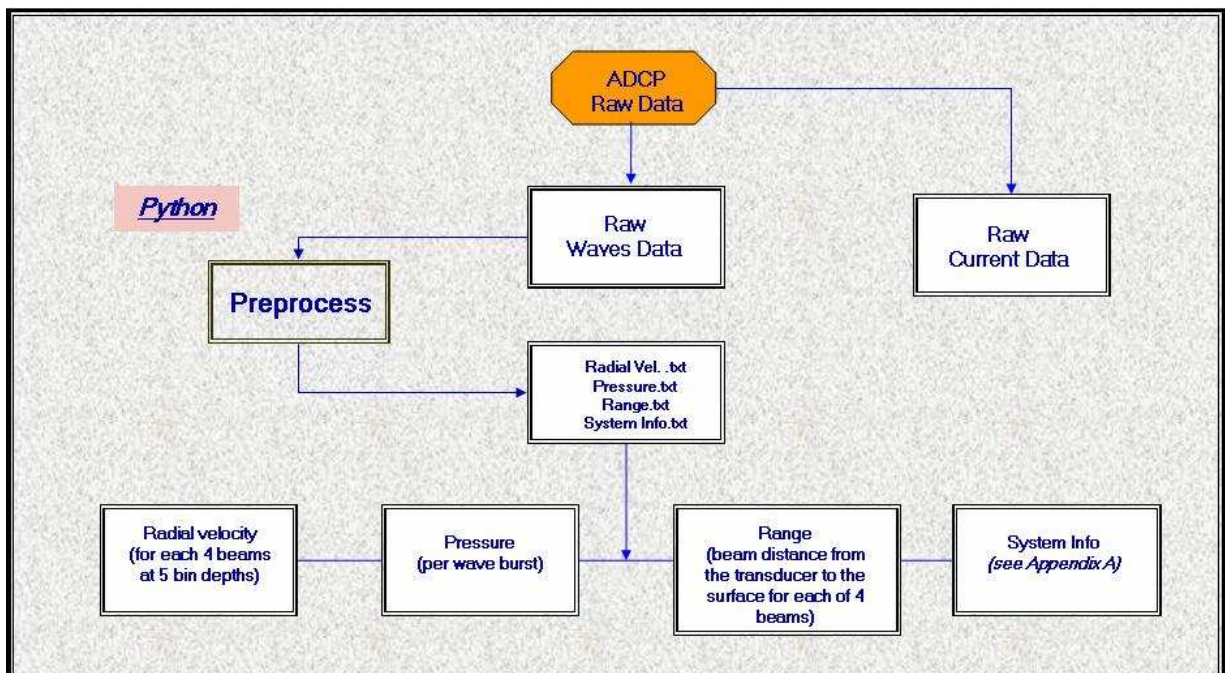 ADCP
Raw Data
Python
Raw
Waves Data
Raw
Current Data
Preprocess
Radial Vel. .txt
Pressure.txt
Range.txt
System Info.txt
Radial velocity
(for each 4 beams
at 5 bin depths)
Pressure
(per wave burst)
Range
(beam distance from
the transducer to the
surface for each of 4
beams)
System Info
(see Appendix A)